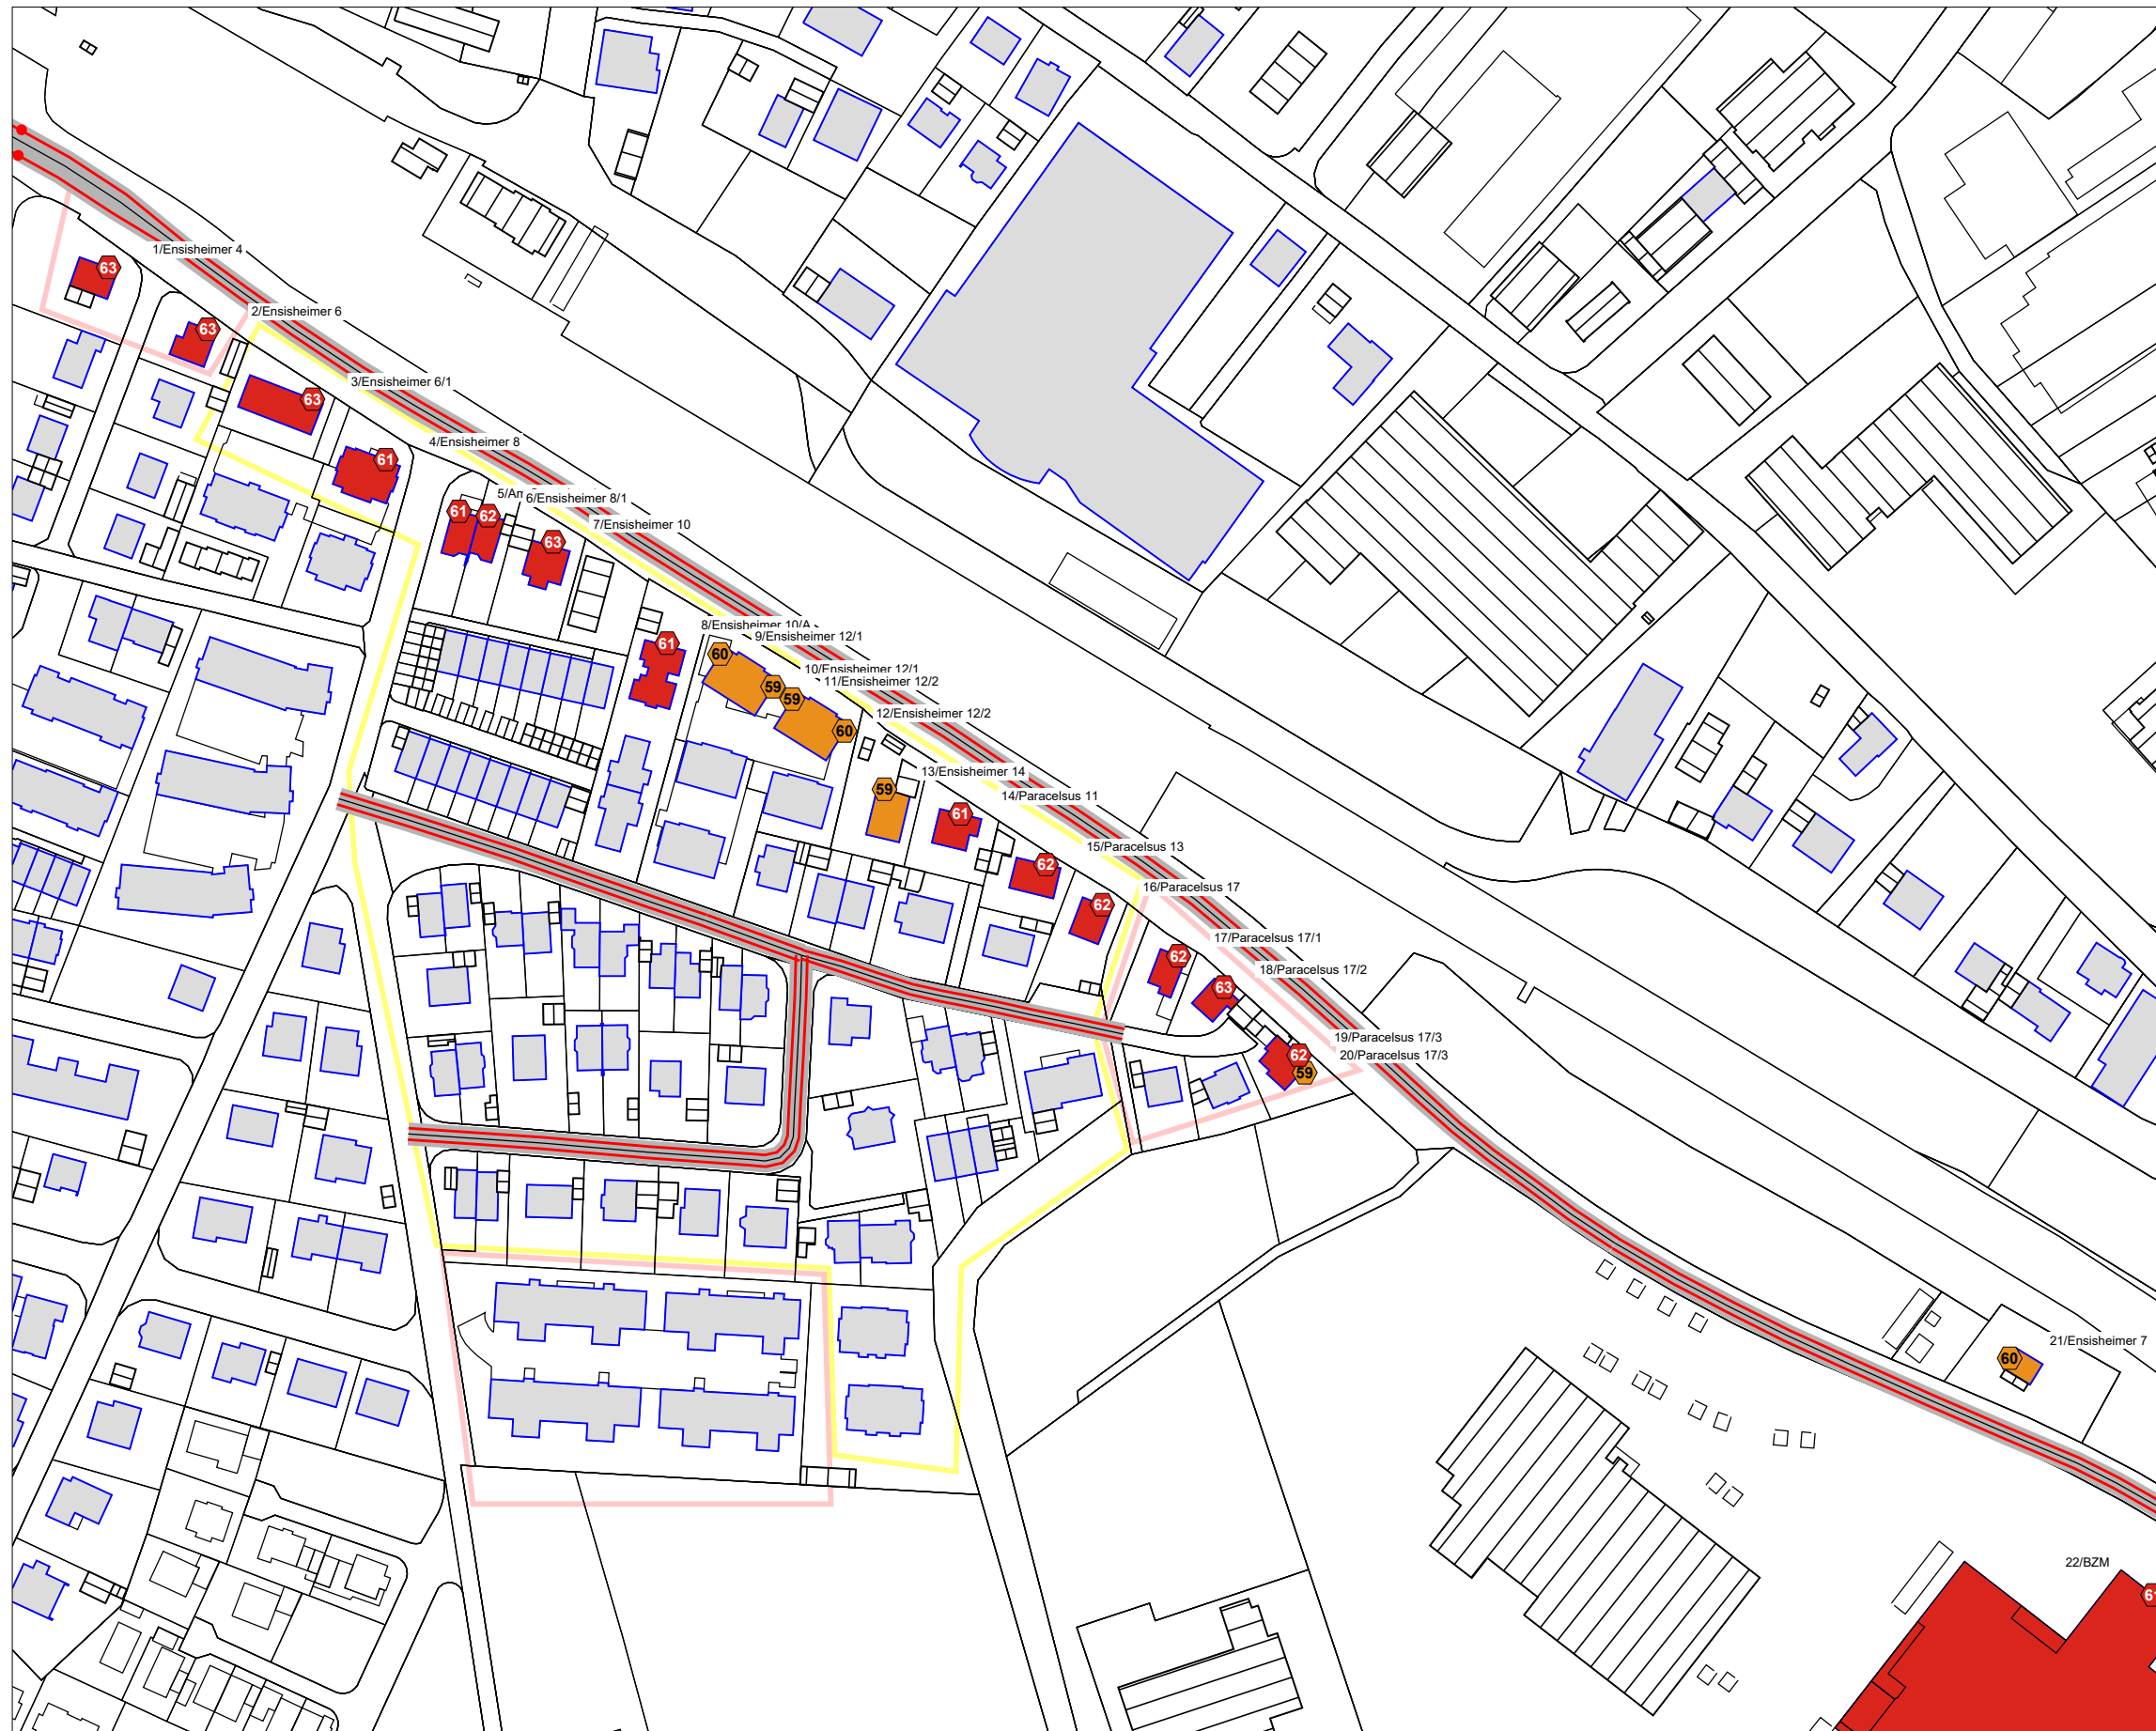 1/Ensisheimer 4
63
2/Ensisheimer 6
63
3/Ensisheimer 6/1
63
4/Ensisheimer 8
61
6/Ensisheimer 8/1
61
62
7/Ensisheimer 10
63
8/Ensisheimer 10/A
9/Ensisheimer 12/1
61
60
10/Ensisheimer 12/1
11/Ensisheimer 12/2
59
59
12/Ensisheimer 12/2
60
13/Ensisheimer 14
59
14/Paracelsus 11
61
15/Paracelsus 13
62
16/Paracelsus 17
62
17/Paracelsus 17/1
62
18/Paracelsus 17/2
63
19/Paracelsus 17/3
20/Paracelsus 17/3
62
59
21/Ensisheimer 7
60
22/BZM